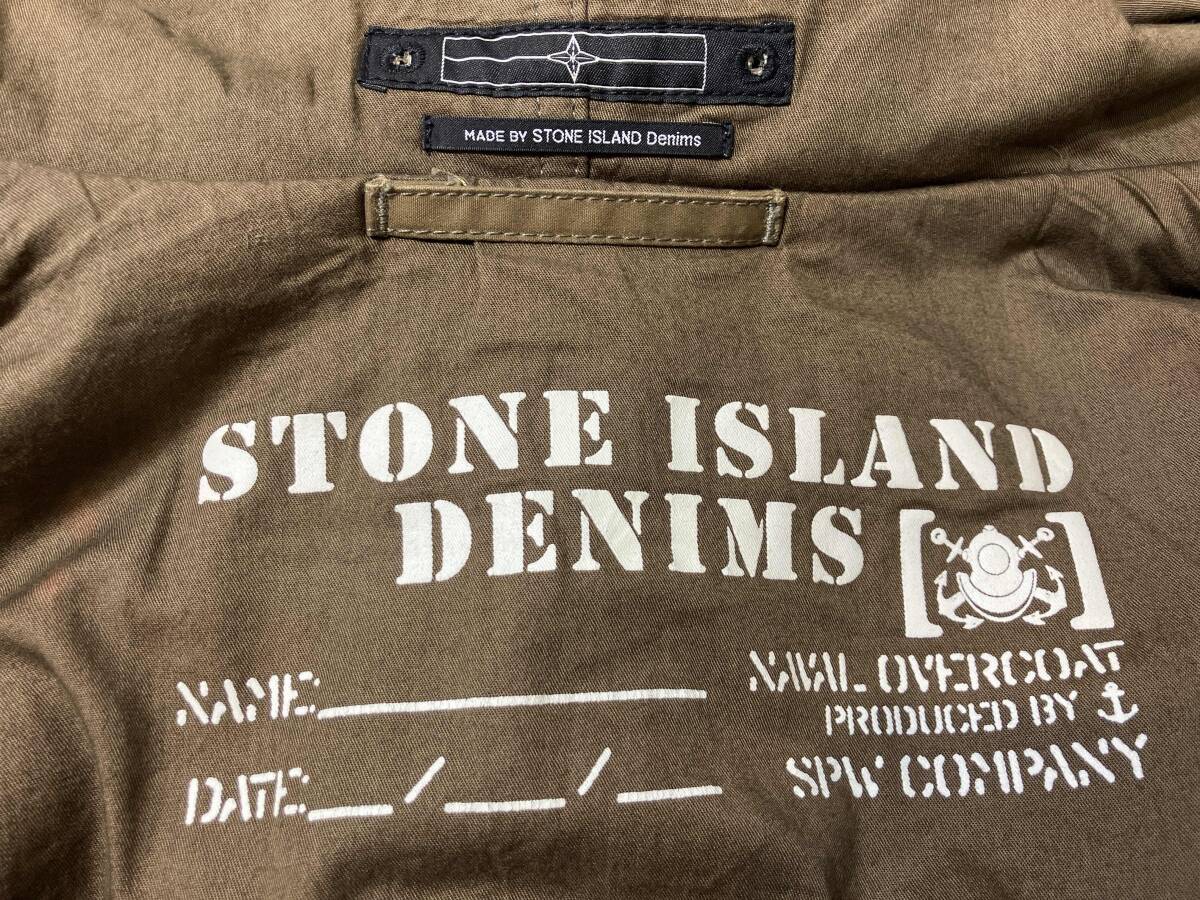 MADE BY STONE ISLAND Denims
STONE ISLAND
DENIMS
NAME:
DATE: / /
NAVAL OVERCOAT
PRODUCED BY
SPW COMPANY